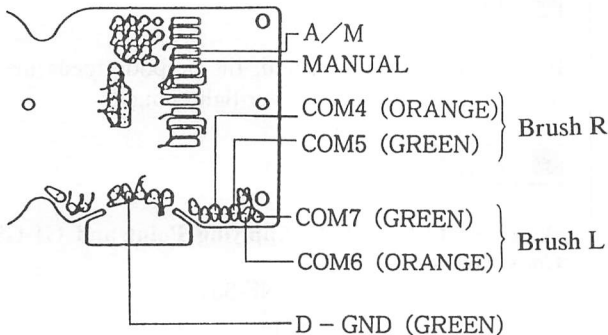 A/M
MANUAL
COM4 (ORANGE)
COM5 (GREEN)
Brush R
COM7 (GREEN)
COM6 (ORANGE)
Brush L
D-GND (GREEN)